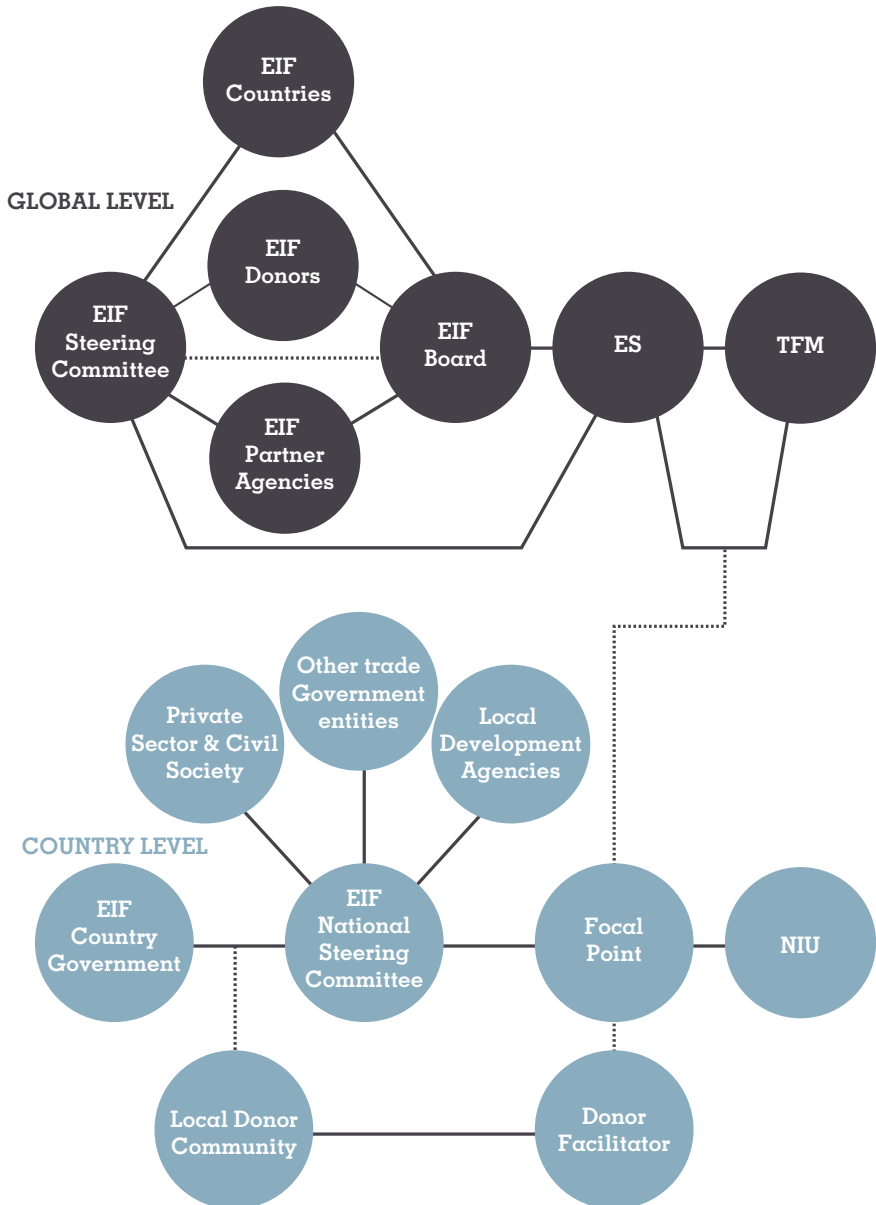 EIF
Countries
GLOBAL LEVEL
EIF
Donors
EIF
Steering
Committee
EIF
Board
ES
TFM
EIF
Partner
Agencies
Other trade
Government
entities
Private
Sector & Civil
Society
Local
Development
Agencies
COUNTRY LEVEL
EIF
Country
Government
EIF
National
Steering
Committee
Focal
Point
NIU
Local Donor
Community
Donor
Facilitator